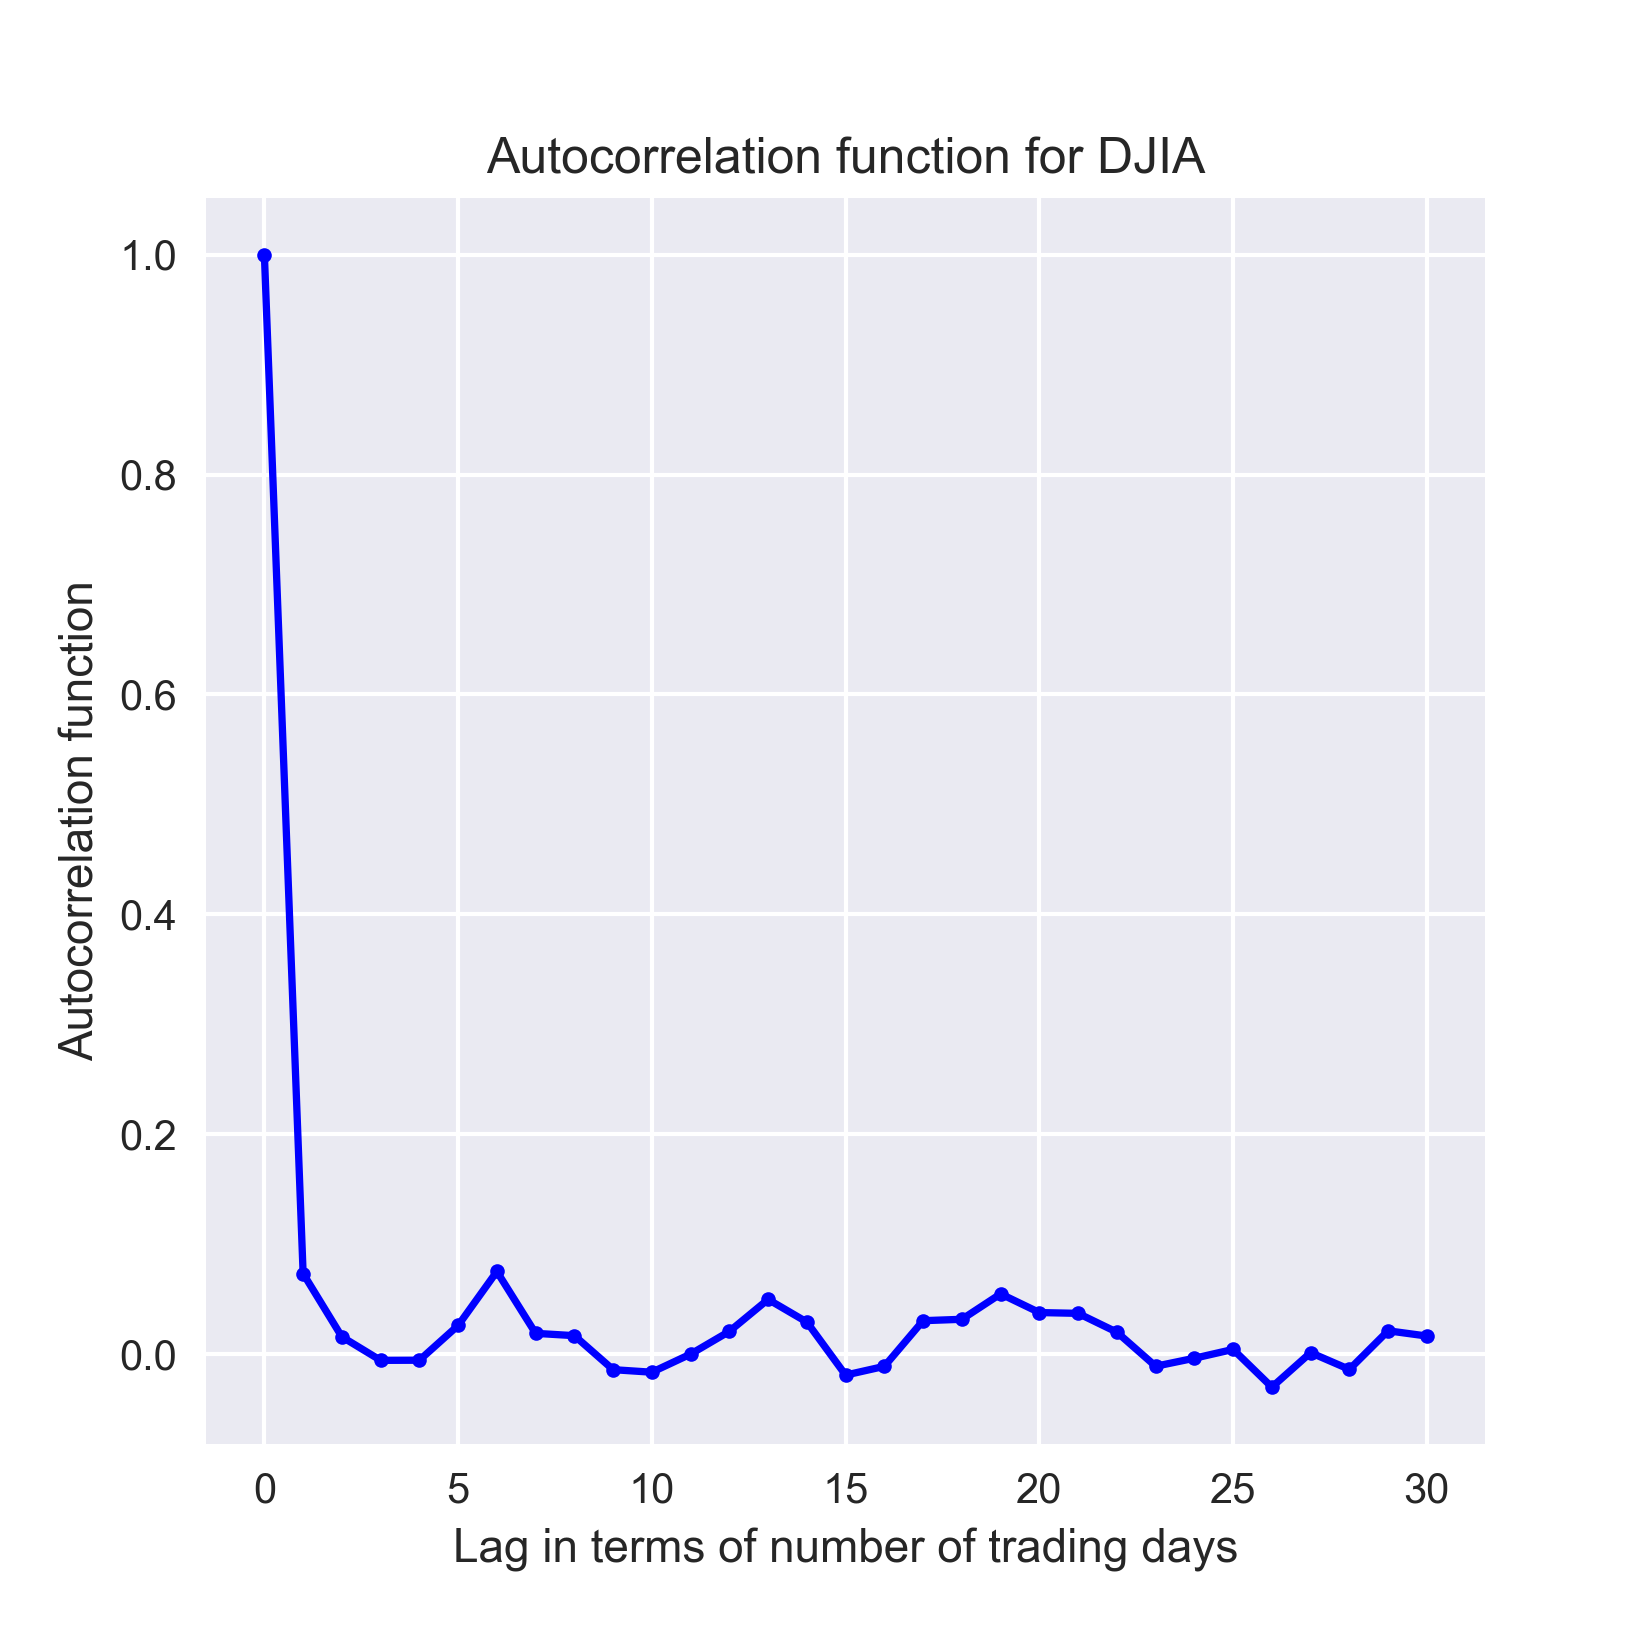 Autocorrelation function for DJIA
Autocorrelation function
1.0
0.8
0.6
0.4
0.2
0.0
0 5 10 15 20 25 30
Lag in terms of number of trading days